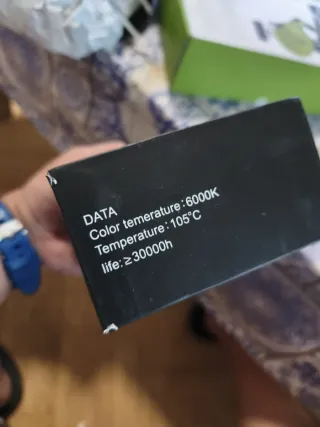 DATA
Color temerature:6000K
Temperature:105°C
life:≥30000h